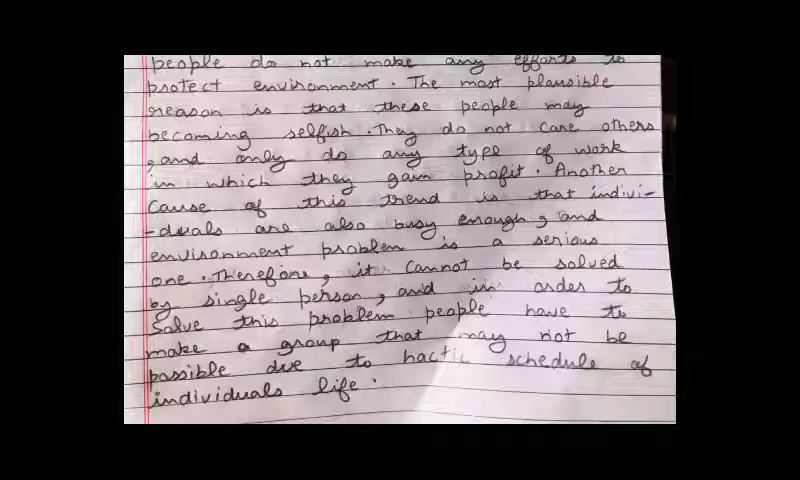 people do not make any efforts to
protect environment. The most plausible
reason is that these people may
becoming selfish. They do not care others
, and only do any type of work
in which they gain profit. Another
cause of this trend is that indivi-
-duals are also busy enough, and
environment problem is a serious
one. Therefore, it cannot be solved
by single person, and in order to
solve this problem people have to
make a group that may not be
possible due to hactic schedule of
individuals life.